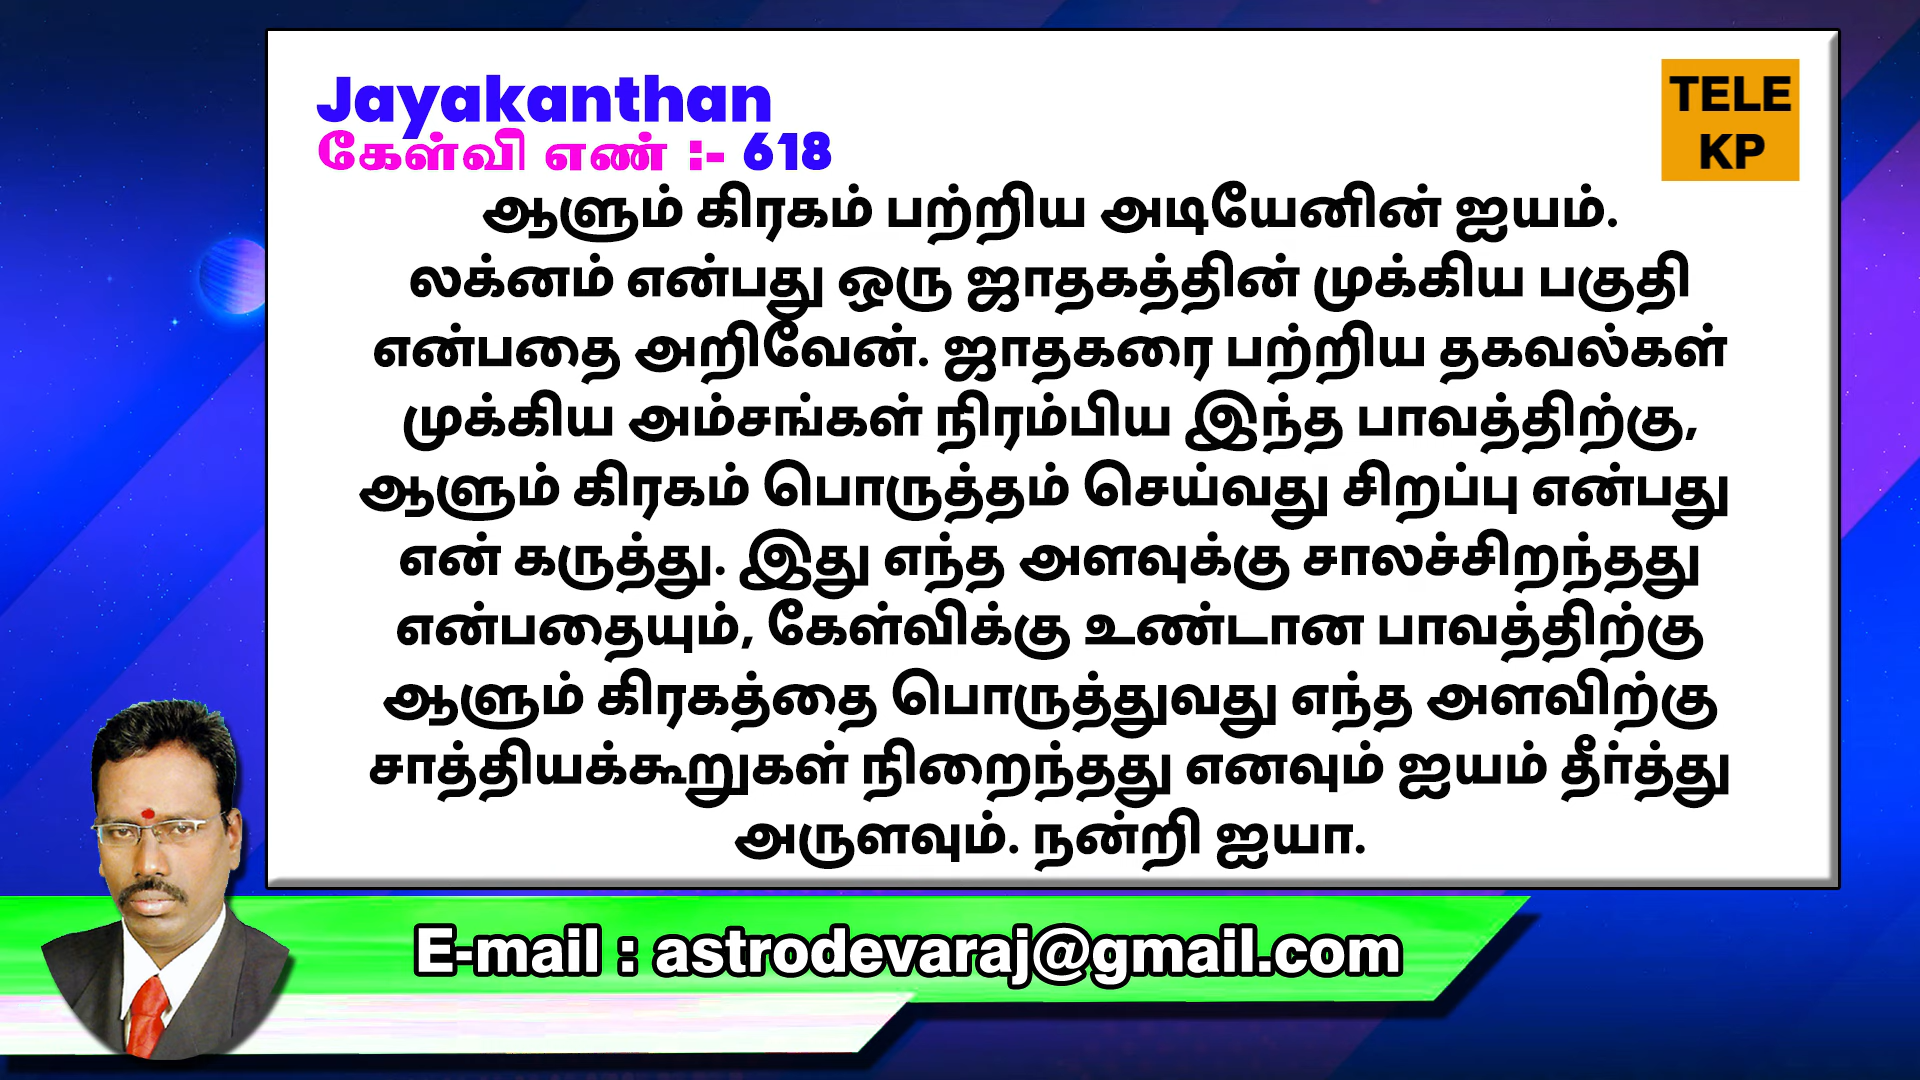 Jayakanthan
TELE
KP
கேள்வி எண் :- 618
ஆளும் கிரகம் பற்றிய அடியேனின் ஐயம்.
லக்னம் என்பது ஒரு ஜாதகத்தின் முக்கிய பகுதி
என்பதை அறிவேன். ஜாதகரை பற்றிய தகவல்கள்
முக்கிய அம்சங்கள் நிரம்பிய இந்த பாவத்திற்கு,
ஆளும் கிரகம் பொருத்தம் செய்வது சிறப்பு என்பது
என் கருத்து. இது எந்த அளவுக்கு சாலச்சிறந்தது
என்பதையும், கேள்விக்கு உண்டான பாவத்திற்கு
ஆளும் கிரகத்தை பொருத்துவது எந்த அளவிற்கு
சாத்தியக்கூறுகள் நிறைந்தது எனவும் ஐயம் தீர்த்து
அருளவும். நன்றி ஐயா.
E-mail : astrodevaraj@gmail.com